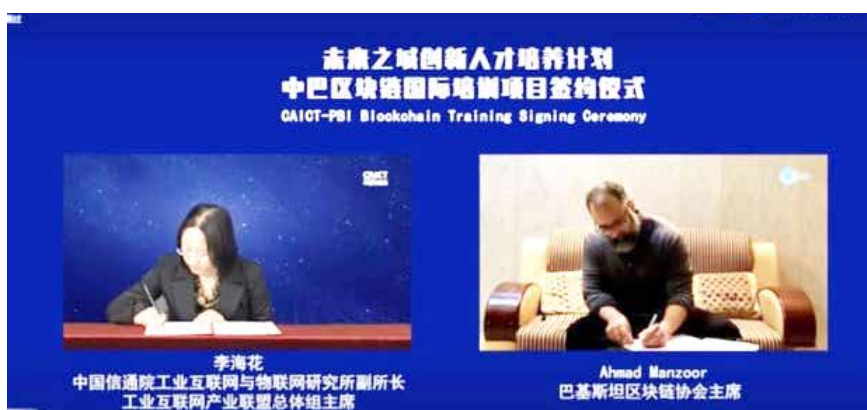 未来之城创新人才培养计划
中巴区块链国际培训项目签约仪式
CAICT-PBI Blockchain Training Signing Ceremony
CAICT
李海花
中国信通院工业互联网与物联网研究所副所长
工业互联网产业联盟总体组主席
Ahmad Manzoor
巴基斯坦区块链协会主席